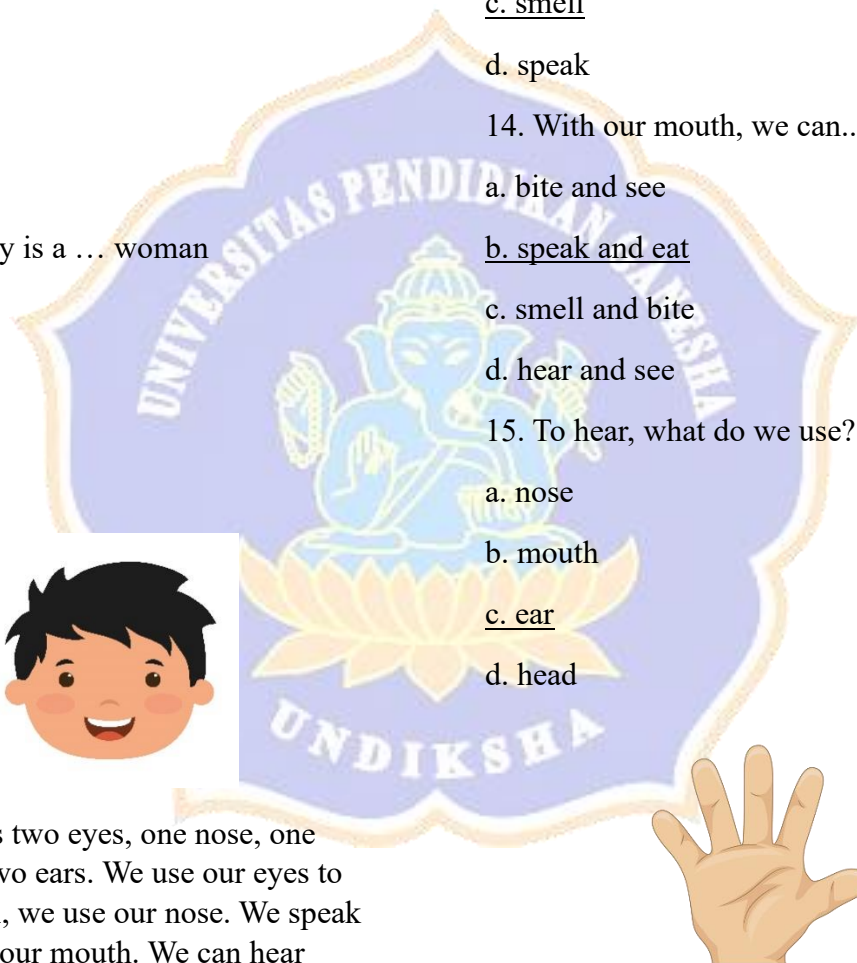 y is a … woman
s two eyes, one nose, one
wo ears. We use our eyes to
, we use our nose. We speak
our mouth. We can hear
c. smell
d. speak
14. With our mouth, we can..
a. bite and see
b. speak and eat
c. smell and bite
d. hear and see
15. To hear, what do we use?
a. nose
b. mouth
c. ear
d. head
UNIVERSITAS PENDIDIKAN GANESHA
UNDIKSHA